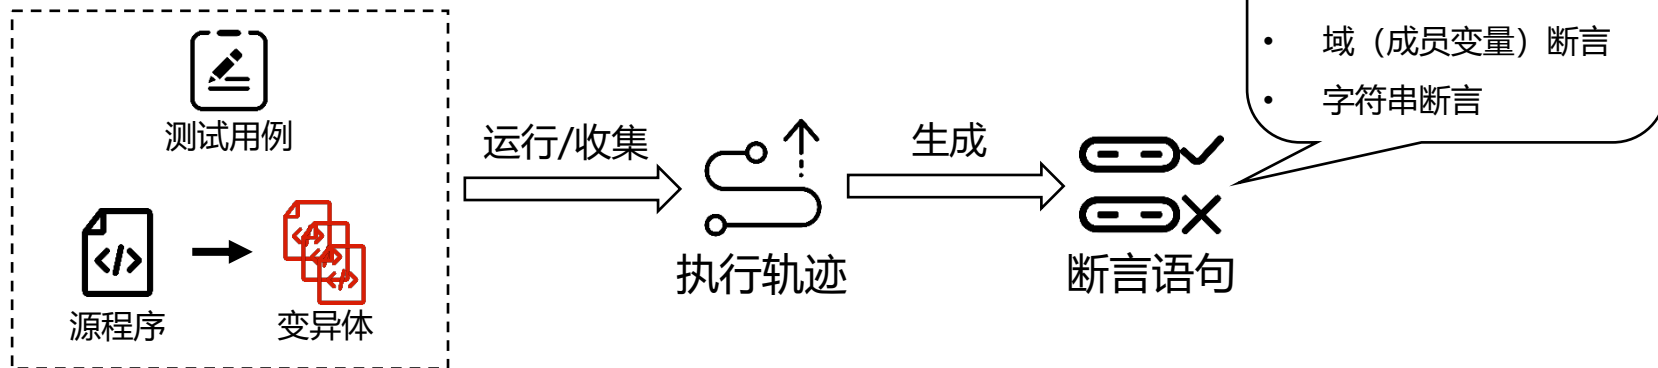 测试用例
源程序
变异体
运行/收集
执行轨迹
生成
断言语句
• 域（成员变量）断言
• 字符串断言